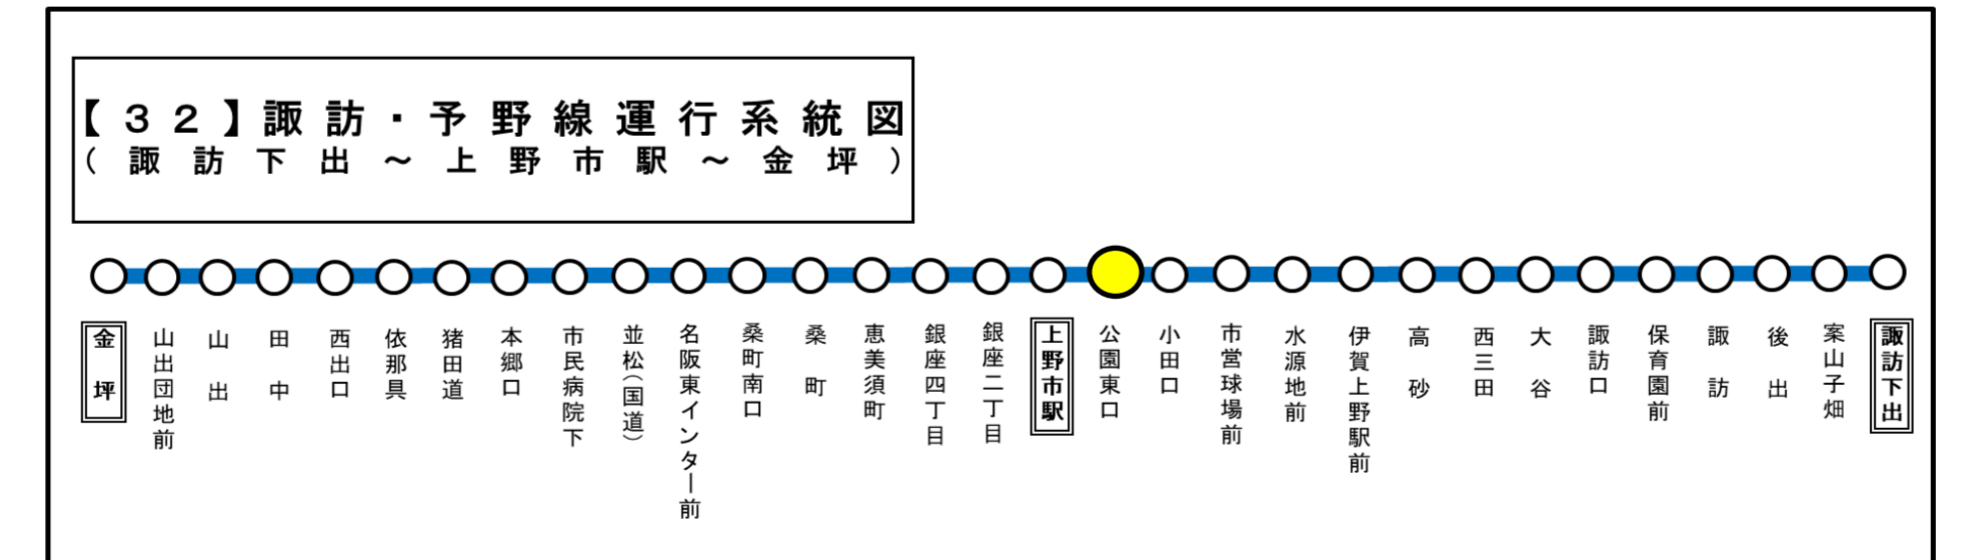 【３２】諏訪・予野線運行系統図
（諏訪下出～上野市駅～金坪）
金坪
山出団地前
山出
田中
西出口
依那具
猪田道
本郷口
市民病院下
並松（国道）
名阪東インター前
桑町南口
桑町
恵美須町
銀座四丁目
銀座二丁目
上野市駅
公園東口
小田口
市営球場前
水源地前
伊賀上野駅前
高砂
西三田
大谷
諏訪口
保育園前
諏訪
後出
案山子畑
諏訪下出